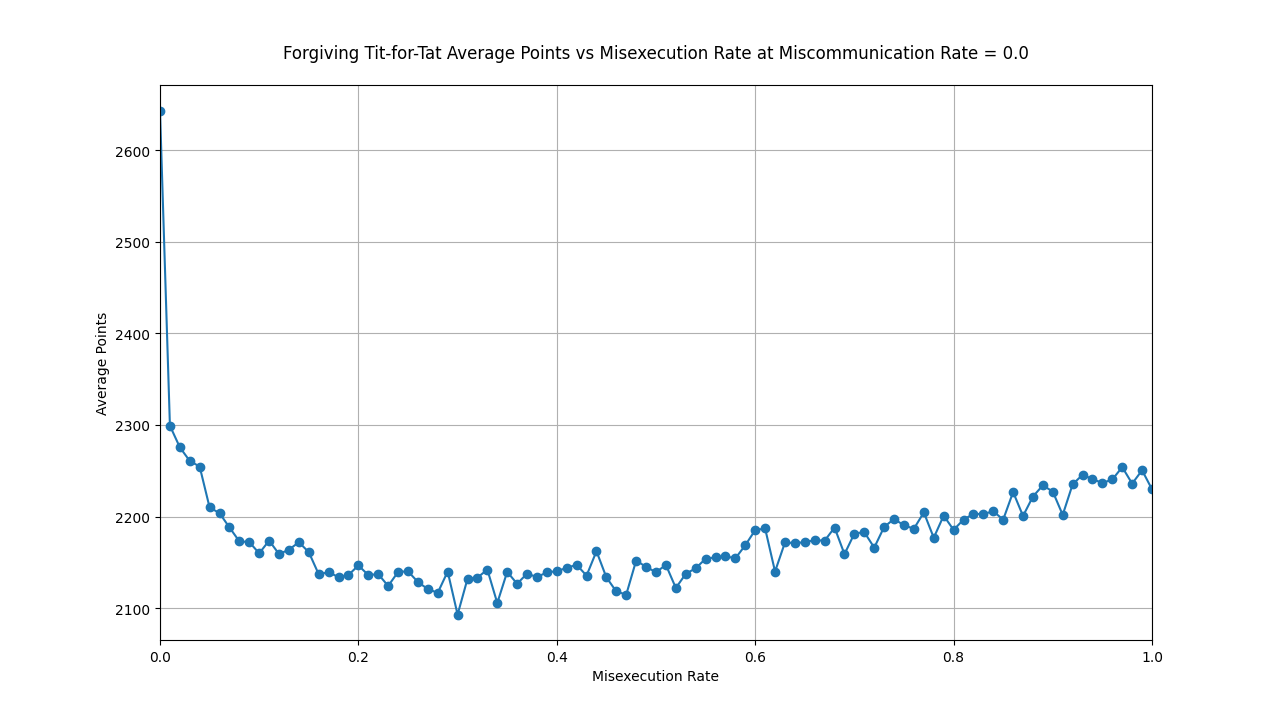 Forgiving Tit-for-Tat Average Points vs Misexecution Rate at Miscommunication Rate = 0.0
2600
2500
2400
2300
2200
2100
Average Points
0.0 0.2 0.4 0.6 0.8 1.0
Misexecution Rate